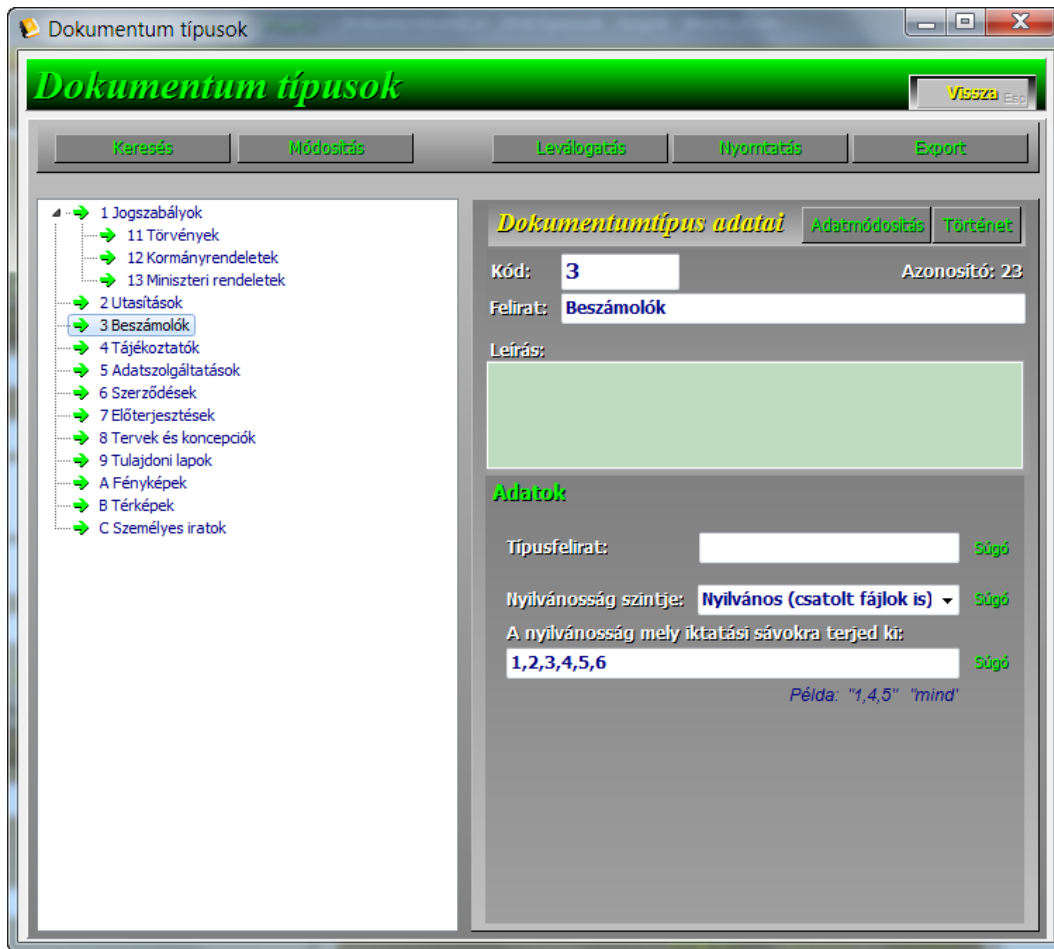 Dokumentum típusok
Dokumentum típusok
Vissza Esc
Keresés Módosítás Leválogatás Nyomtatás Export
1 Jogszabályok
11 Törvények
12 Kormányrendeletek
13 Miniszteri rendeletek
2 Utasítások
3 Beszámolók
4 Tájékoztatók
5 Adatszolgáltatások
6 Szerződések
7 Előterjesztések
8 Tervek és koncepciók
9 Tulajdoni lapok
A Fényképek
B Térképek
C Személyes iratok
Dokumentumtípus adatai Adatmódosítás Történet
Kód: 3 Azonosító: 23
Felirat: Beszámolók
Leírás:
Adatok
Típusfelirat: Súgó
Nyilvánosság szintje: Nyilvános (csatolt fájlok is) Súgó
A nyilvánosság mely iktatási sávokra terjed ki:
1,2,3,4,5,6 Súgó
Példa: "1,4,5" "mind'